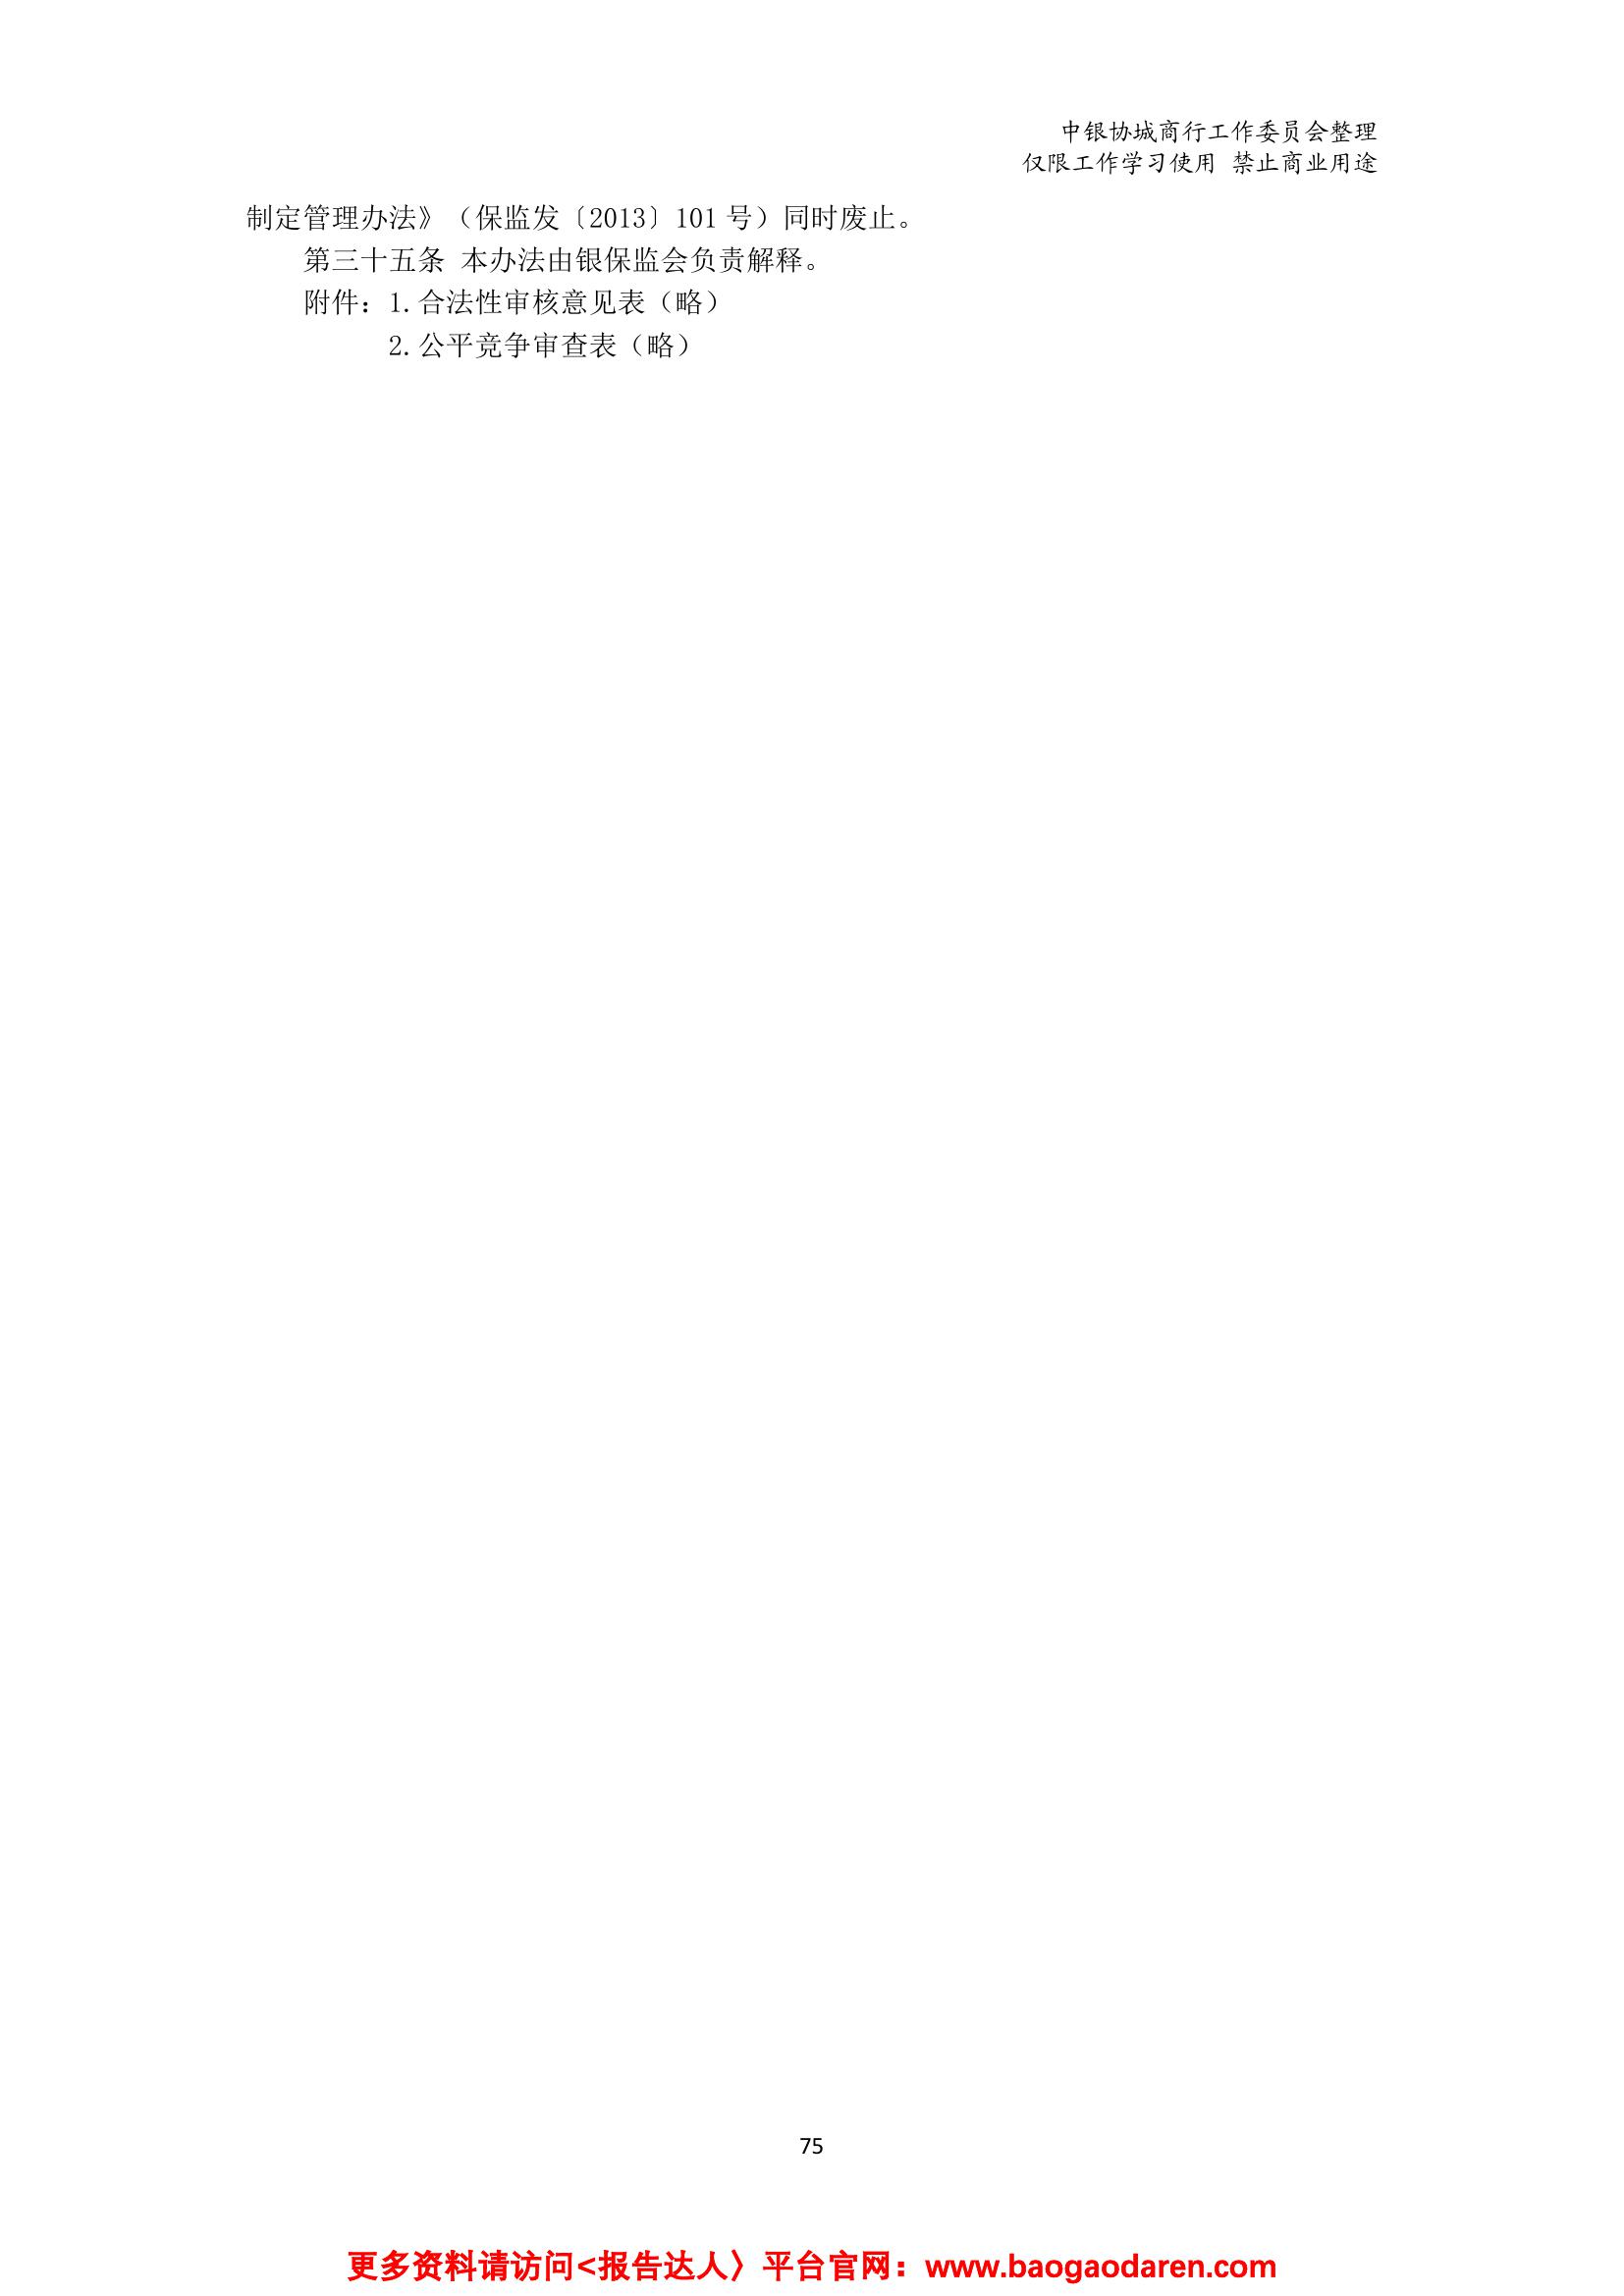 中银协城商行工作委员会整理
仅限工作学习使用 禁止商业用途
制定管理办法》（保监发〔2013〕101 号）同时废止。
第三十五条 本办法由银保监会负责解释。
附件：1.合法性审核意见表（略）
2.公平竞争审查表（略）
75
更多资料请访问<报告达人〉平台官网：www.baogaodaren.com